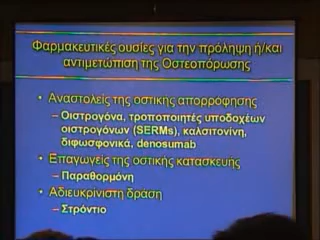 Φαρμακευτικές ουσίες για την πρόληψη ή/και
αντιμετώπιση της Οστεοπόρωσης
• Αναστολείς της οστικής απορρόφησης
– Οιστρογόνα, τροποποιητές υποδοχέων
οιστρογόνων (SERMs), καλσιτονίνη,
διφωσφονικά, denosumab
• Επαγωγείς της οστικής κατασκευής
– Παραθορμόνη
• Αδιευκρίνιστη δράση
– Στρόντιο